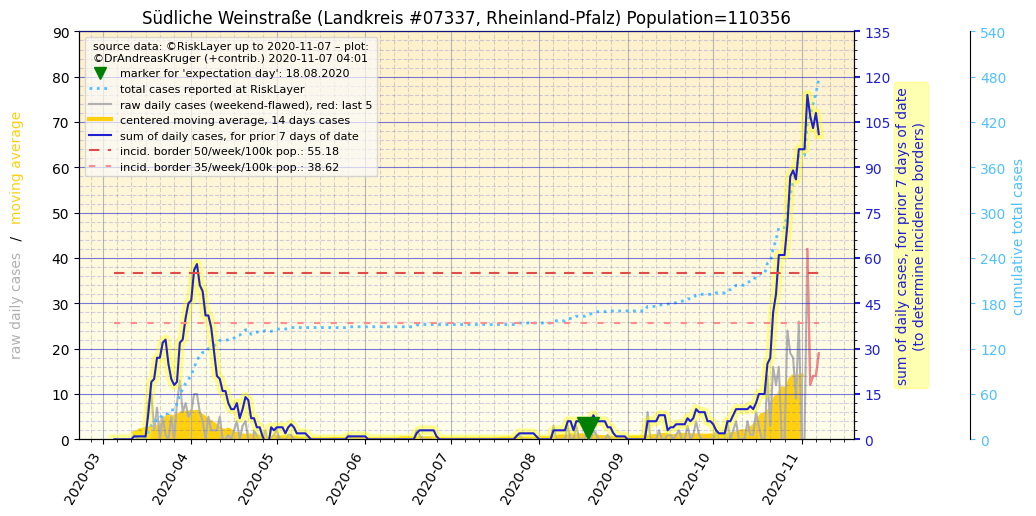 Südliche Weinstraße (Landkreis #07337, Rheinland-Pfalz) Population=110356
source data: ©RiskLayer up to 2020-11-07 – plot:
©DrAndreasKruger (+contrib.) 2020-11-07 04:01
marker for 'expectation day': 18.08.2020
total cases reported at RiskLayer
raw daily cases (weekend-flawed), red: last 5
centered moving average, 14 days cases
sum of daily cases, for prior 7 days of date
incid. border 50/week/100k pop.: 55.18
incid. border 35/week/100k pop.: 38.62
raw daily cases / moving average
90
80
70
60
50
40
30
20
10
0
135
120
105
90
75
60
45
30
15
0
sum of daily cases, for prior 7 days of date
(to determine incidence borders)
540
480
420
360
300
240
180
120
60
0
cumulative total cases
2020-03
2020-04
2020-05
2020-06
2020-07
2020-08
2020-09
2020-10
2020-11